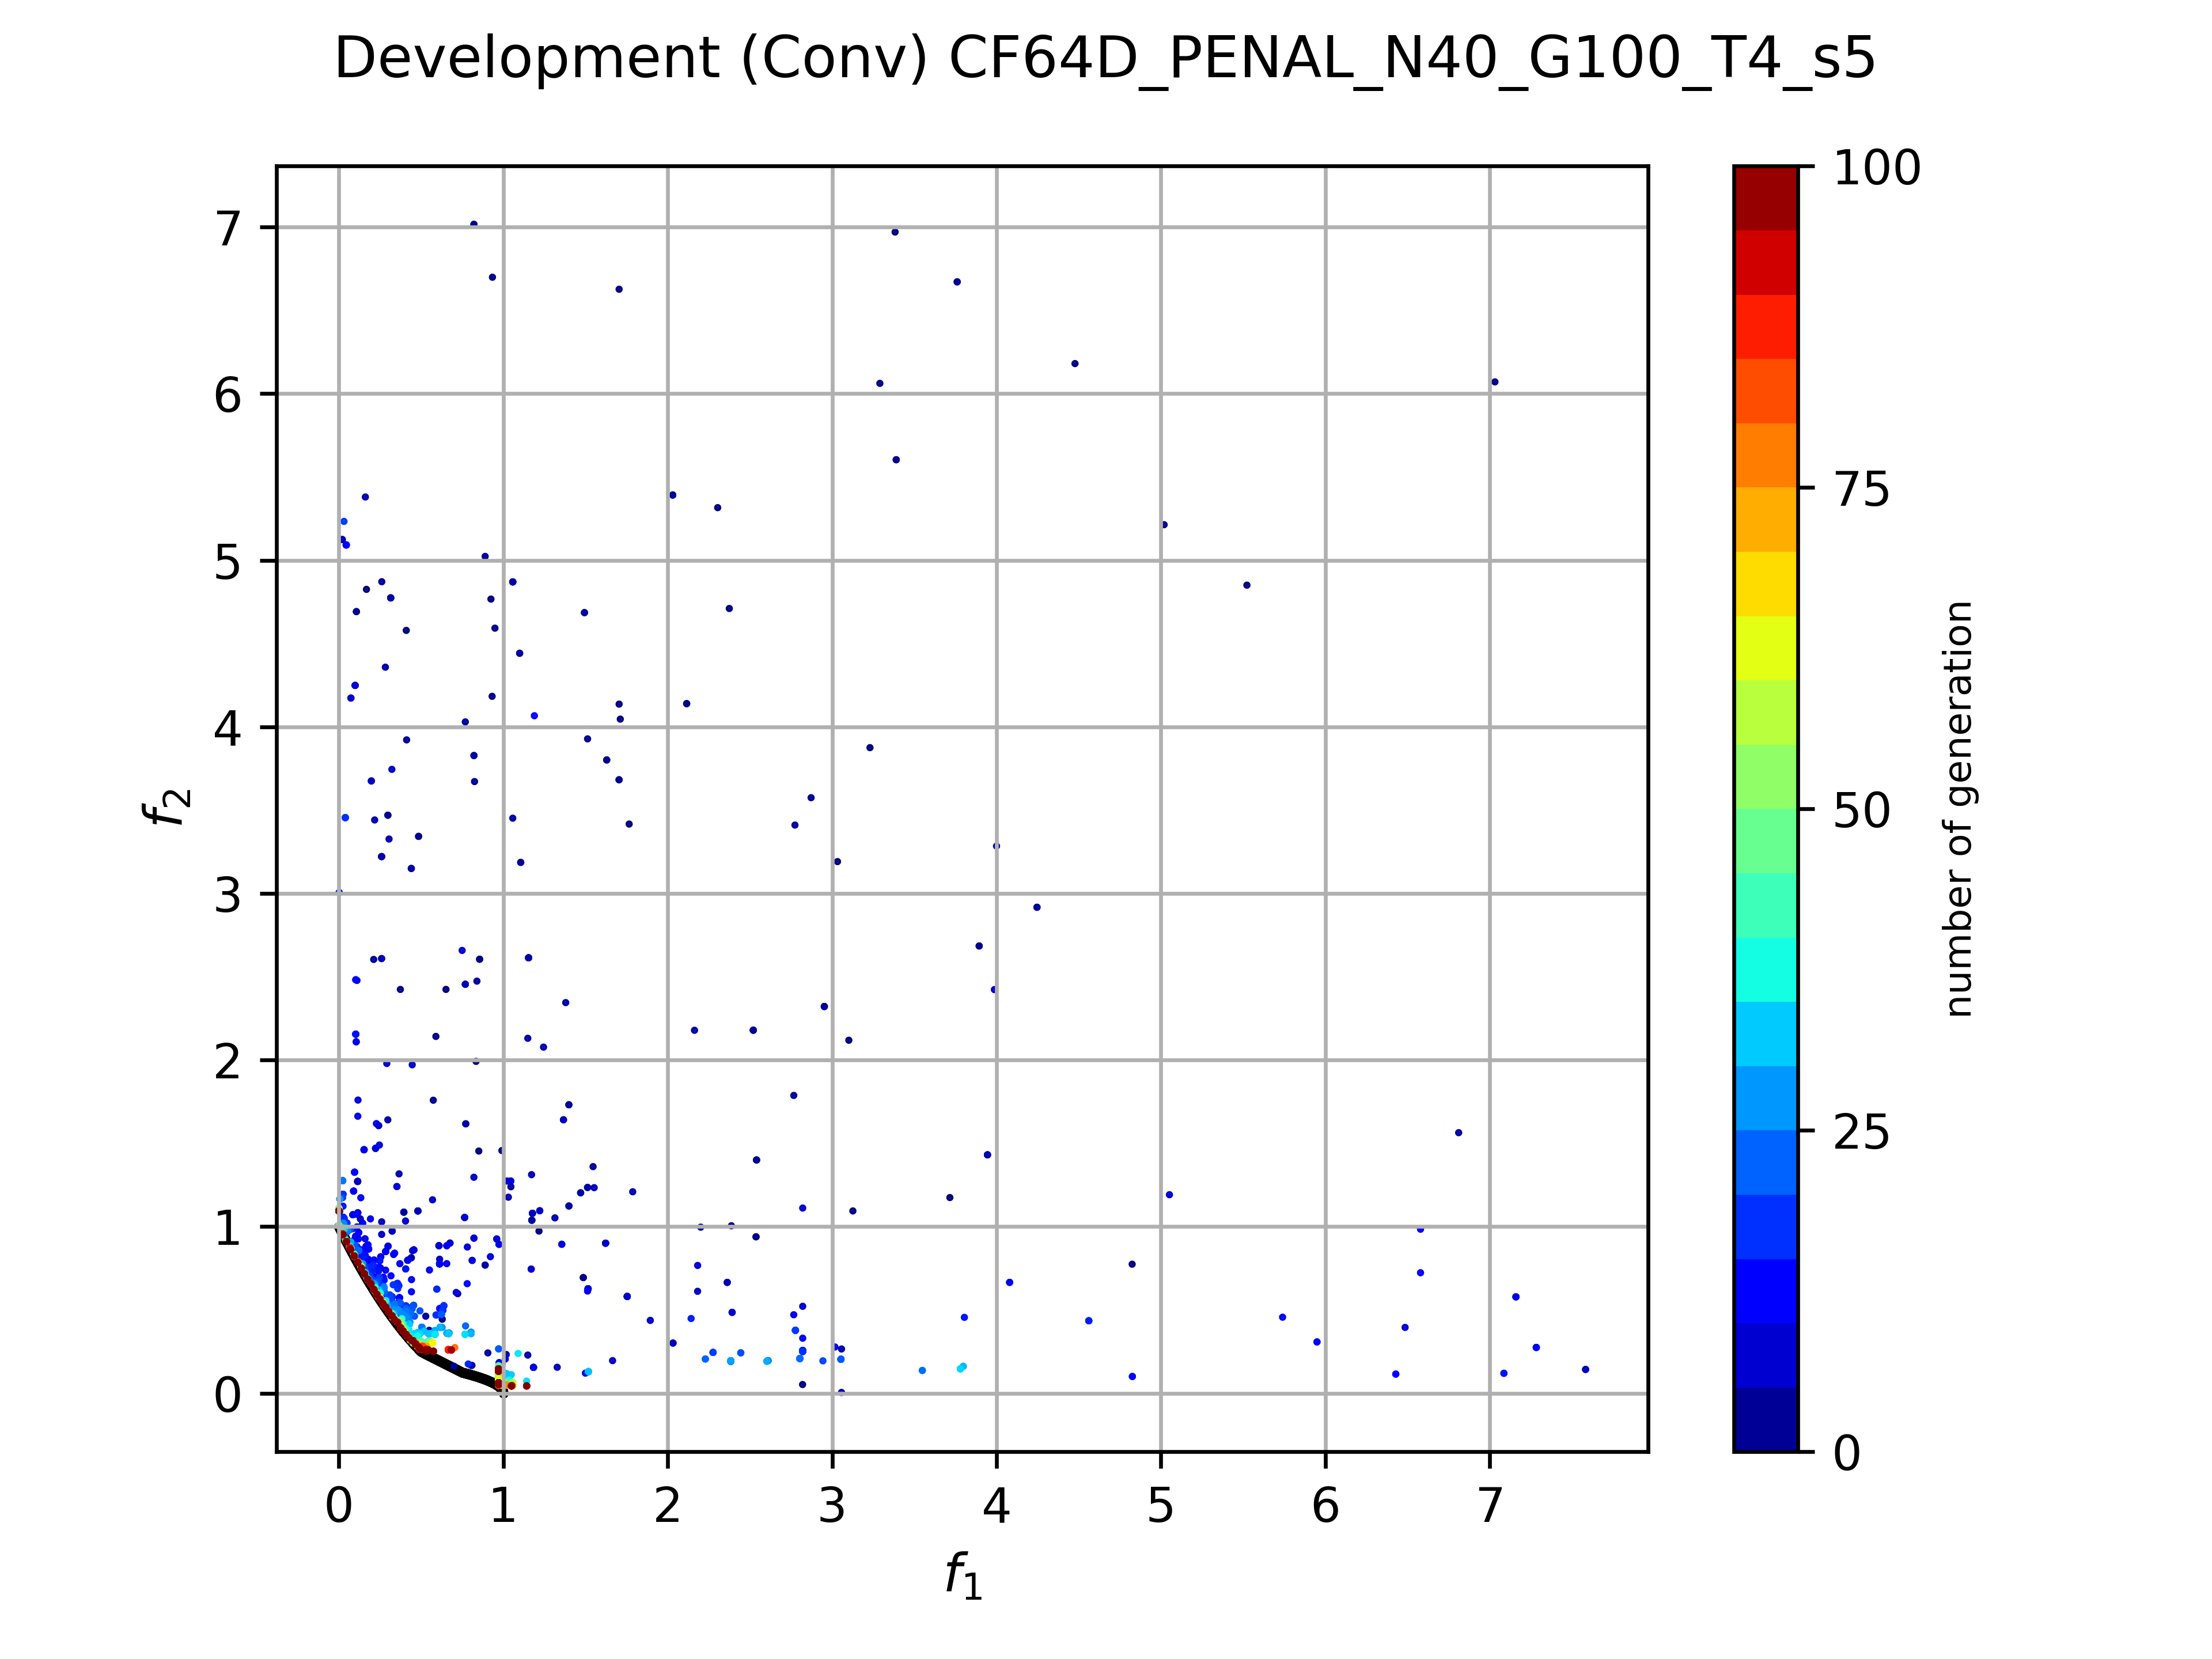 Development (Conv) CF64D_PENAL_N40_G100_T4_s5
7
6
5
4
3
2
1
0
f2
0 1 2 3 4 5 6 7
f1
100
75
50
25
0
number of generation